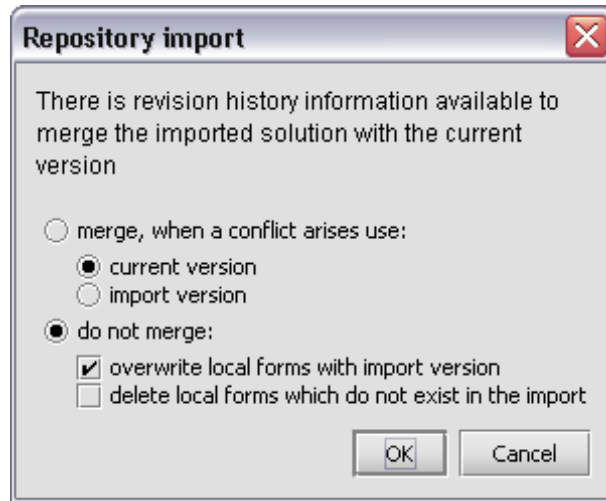 Repository import
There is revision history information available to
merge the imported solution with the current
version
merge, when a conflict arises use:
current version
import version
do not merge:
overwrite local forms with import version
delete local forms which do not exist in the import
OK
Cancel